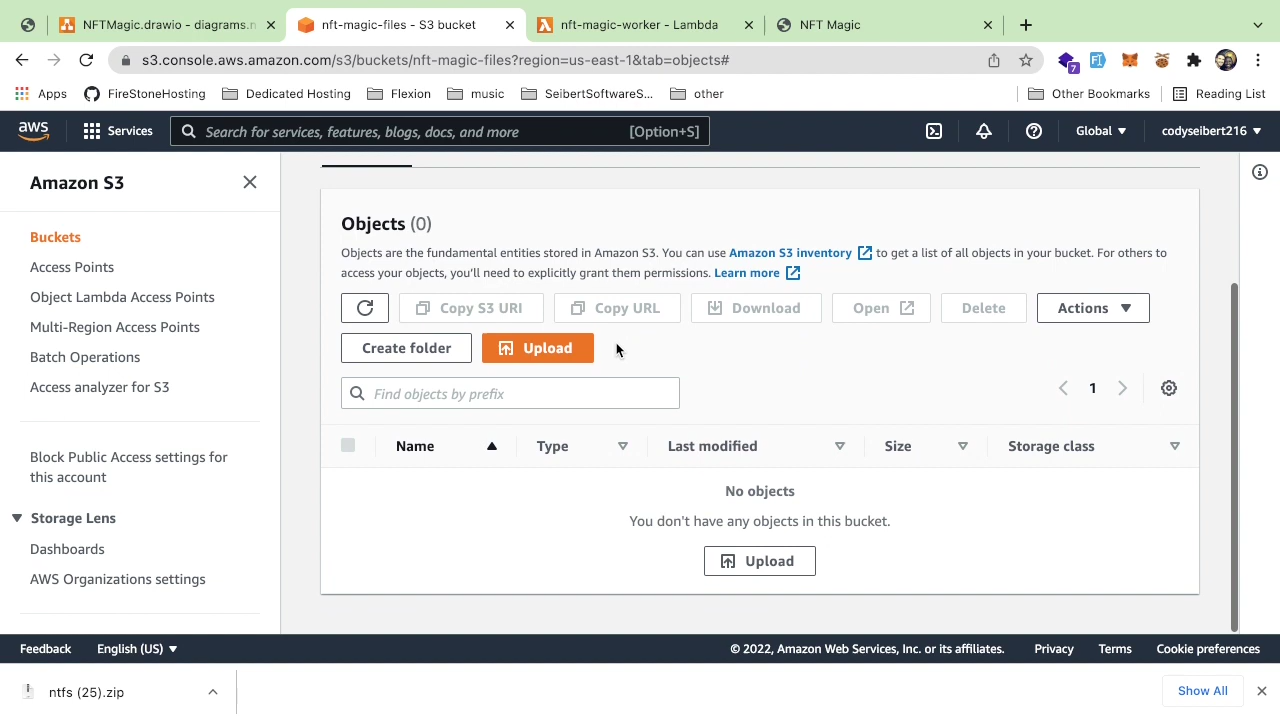 NFTMagic.drawio - diagrams.n
nft-magic-files - S3 bucket
nft-magic-worker - Lambda
NFT Magic
s3.console.aws.amazon.com/s3/buckets/nft-magic-files?region=us-east-1&tab=objects#
7
Apps
FireStoneHosting
Dedicated Hosting
Flexion
music
SeibertSoftwareS...
other
Other Bookmarks
Reading List
aws
Services
Search for services, features, blogs, docs, and more
[Option+S]
Global
codyseibert216
Amazon S3
Buckets
Access Points
Object Lambda Access Points
Multi-Region Access Points
Batch Operations
Access analyzer for S3
Block Public Access settings for
this account
Storage Lens
Dashboards
AWS Organizations settings
Objects (0)
Objects are the fundamental entities stored in Amazon S3. You can use Amazon S3 inventory to get a list of all objects in your bucket. For others to
access your objects, you'll need to explicitly grant them permissions. Learn more
Copy S3 URI
Copy URL
Download
Open
Delete
Actions
Create folder
Upload
Find objects by prefix
1
Name
Type
Last modified
Size
Storage class
No objects
You don't have any objects in this bucket.
Upload
Feedback
English (US)
© 2022, Amazon Web Services, Inc. or its affiliates.
Privacy
Terms
Cookie preferences
ntfs (25).zip
Show All